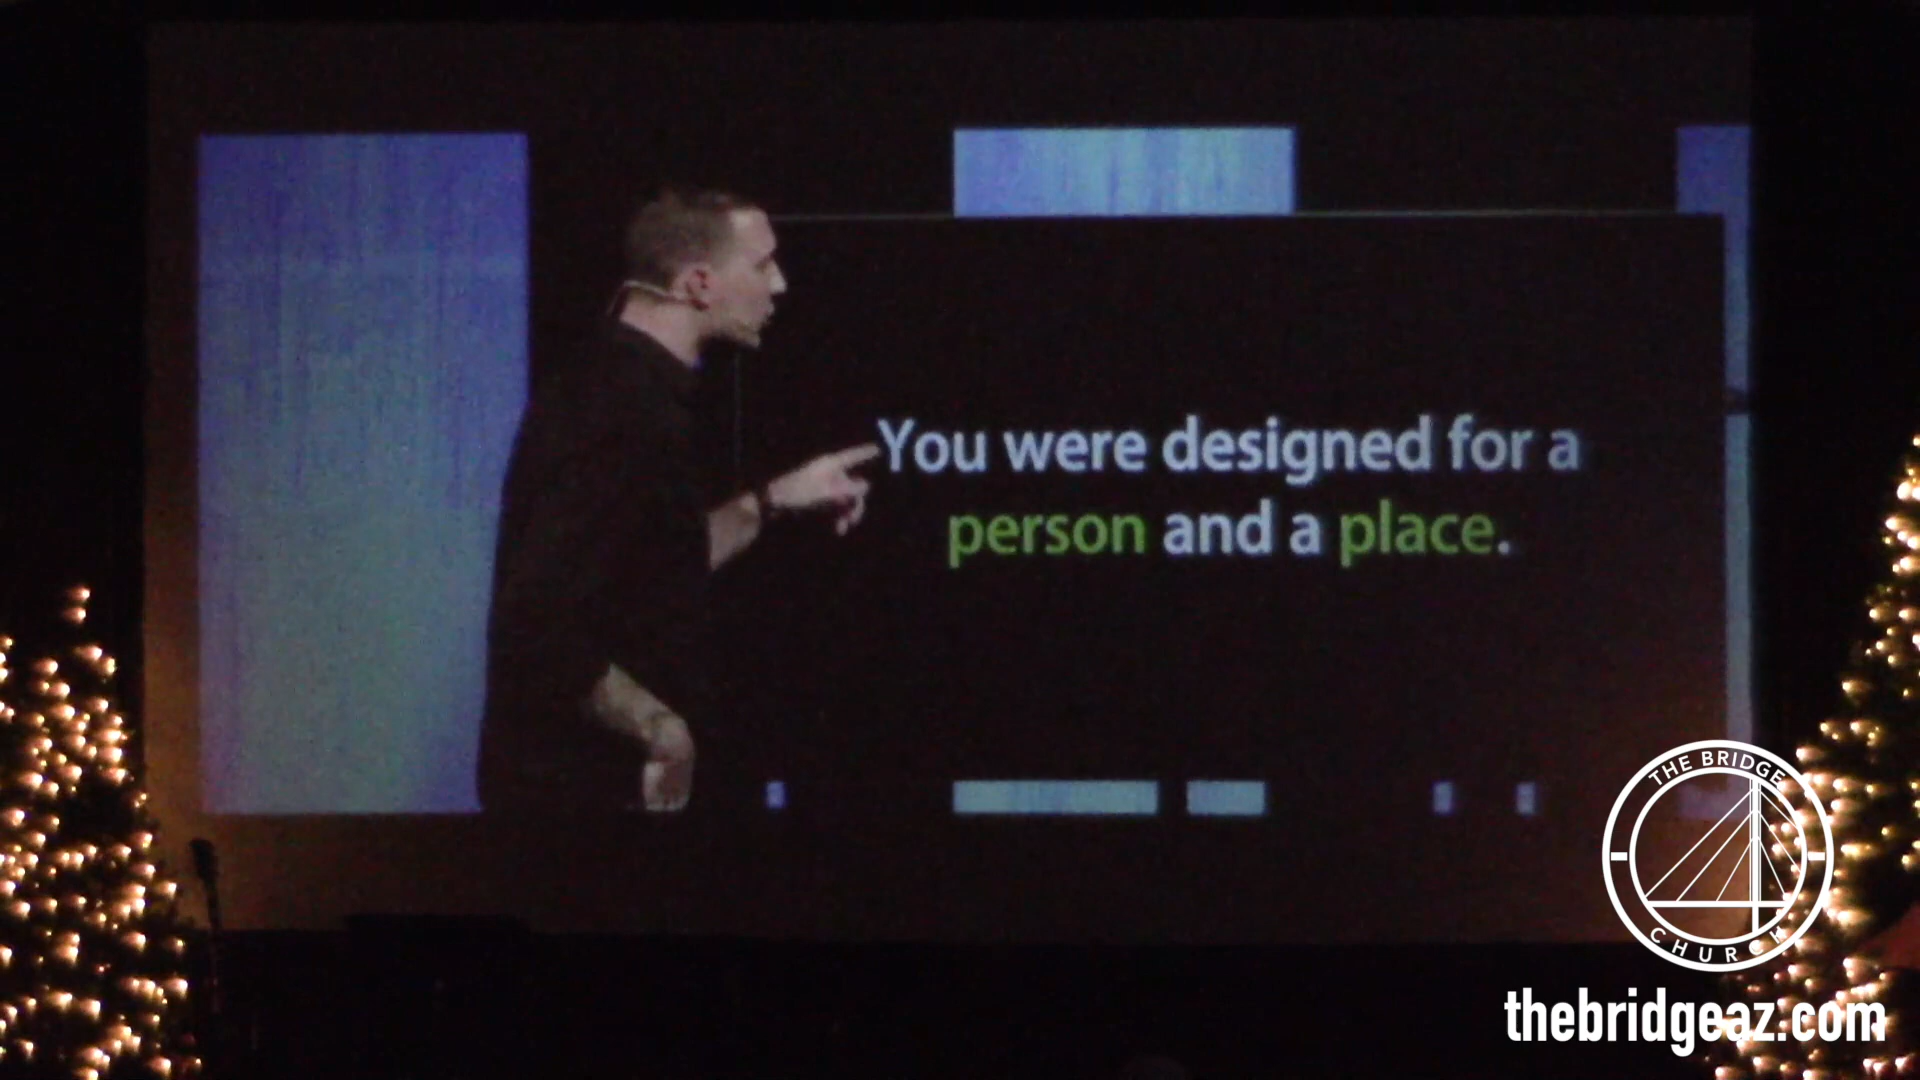 You were designed for a
person and a place.
THE BRIDGE
CHURCH
thebridgeaz.com